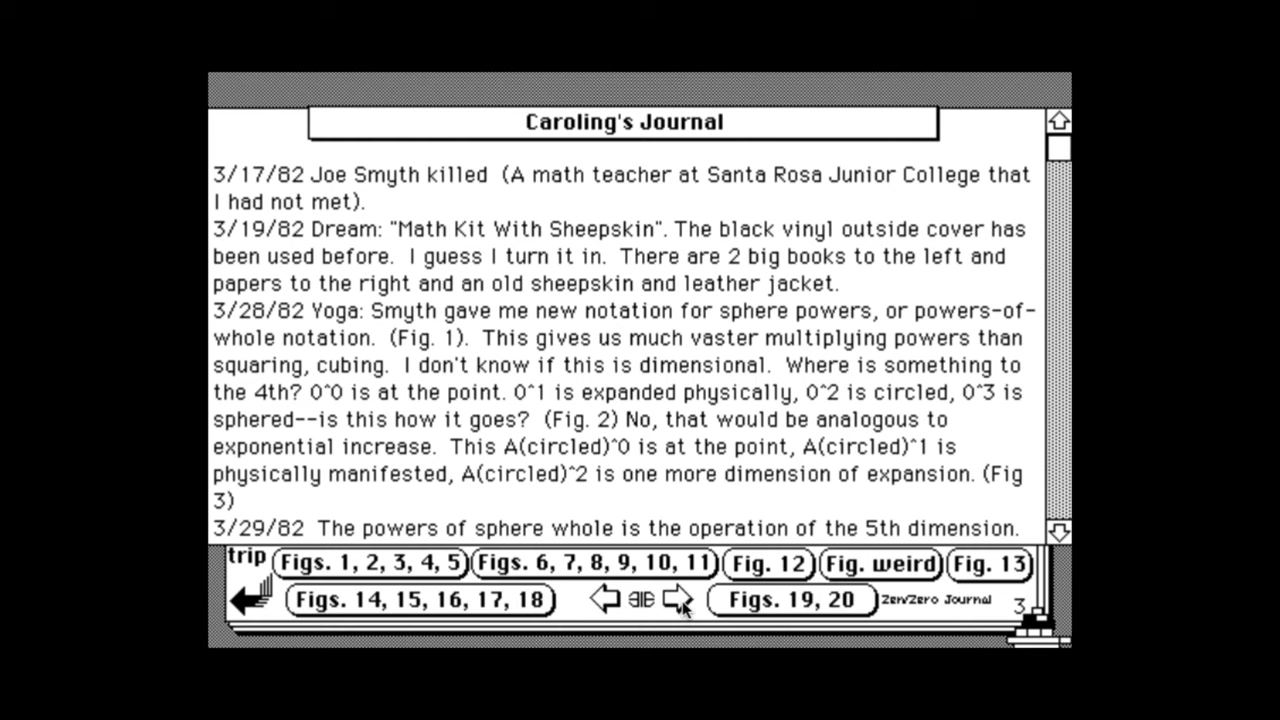 Caroling's Journal
3/17/82 Joe Smyth killed  (A math teacher at Santa Rosa Junior College that
I had not met).
3/19/82 Dream: "Math Kit With Sheepskin". The black vinyl outside cover has
been used before.  I guess I turn it in.  There are 2 big books to the left and
papers to the right and an old sheepskin and leather jacket.
3/28/82 Yoga: Smyth gave me new notation for sphere powers, or powers-of-
whole notation.  (Fig. 1).  This gives us much vaster multiplying powers than
squaring, cubing.  I don't know if this is dimensional.  Where is something to
the 4th? 0^0 is at the point. 0^1 is expanded physically, 0^2 is circled, 0^3 is
sphered--is this how it goes?  (Fig. 2) No, that would be analogous to
exponential increase.  This A(circled)^0 is at the point, A(circled)^1 is
physically manifested, A(circled)^2 is one more dimension of expansion. (Fig
3)
3/29/82  The powers of sphere whole is the operation of the 5th dimension.
trip Figs. 1, 2, 3, 4, 5 Figs. 6, 7, 8, 9, 10, 11 Fig. 12 Fig. weird Fig. 13
Figs. 14, 15, 16, 17, 18 Figs. 19, 20 Zen/Zero Journal 3